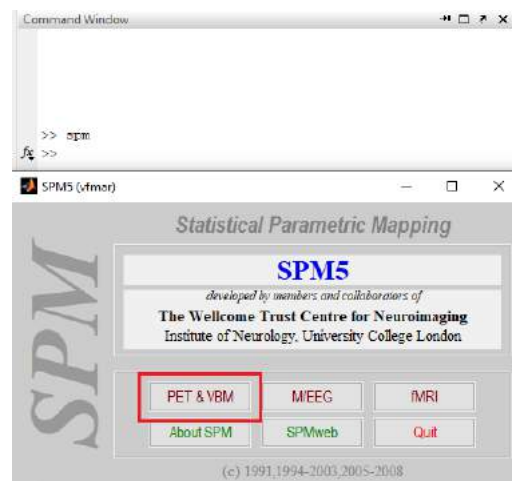 Command Window
>> spm
fx >>
SPM5 (vfmar)
Statistical Parametric Mapping
SPM
SPM5
developed by members and collaborators of
The Wellcome Trust Centre for Neuroimaging
Institute of Neurology, University College London
PET & VBM M/EEG fMRI
About SPM SPMweb Quit
(c) 1991,1994-2003,2005-2008